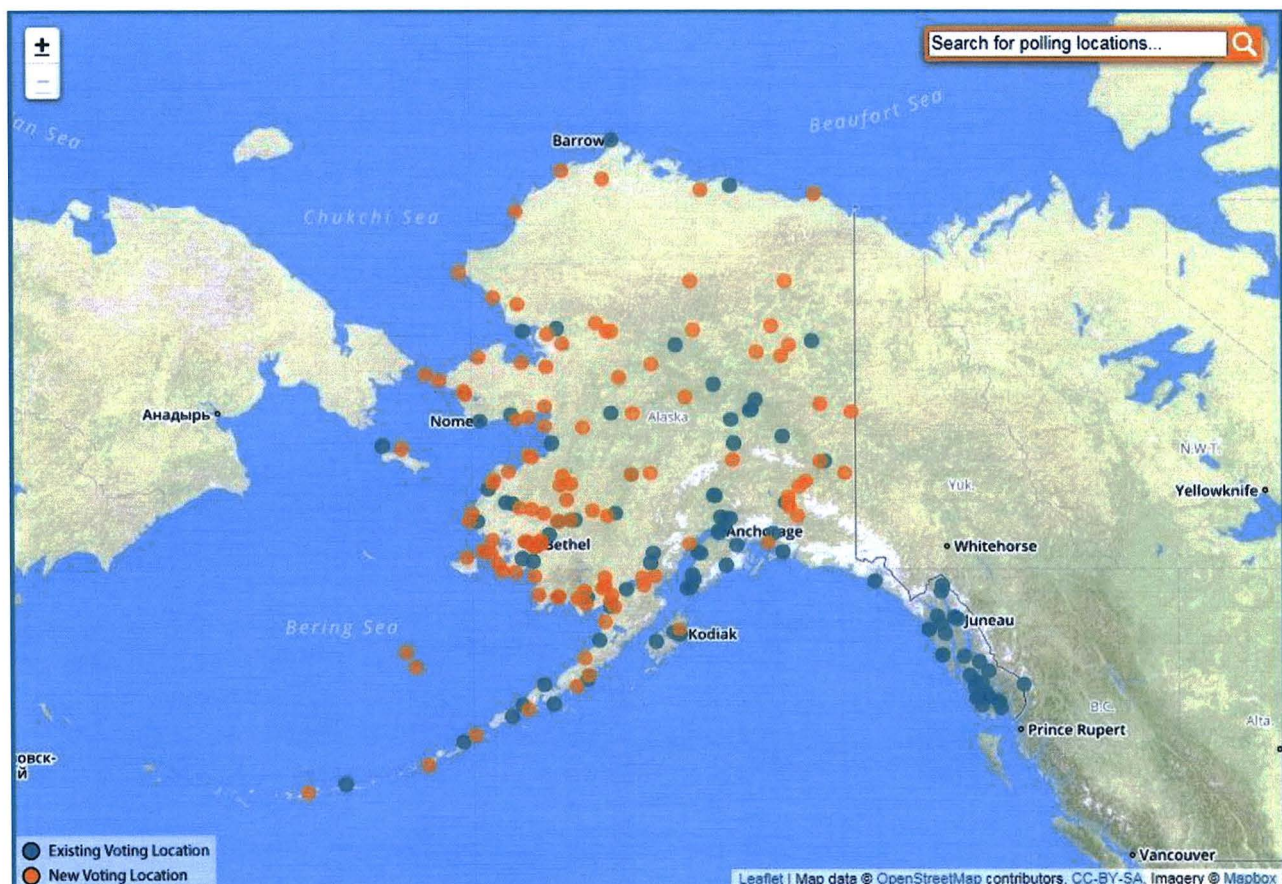 ±
−
Search for polling locations...
an Sea
Barrow
Beaufort Sea
Chukchi Sea
Анадырь
Nome
Alaska
N.W.T.
Yuk.
Yellowknife
Anchorage
Bethel
Whitehorse
Bering Sea
Juneau
Kodiak
B.C.
Alta.
Prince Rupert
овск-
й
Existing Voting Location
New Voting Location
Vancouver
Leaflet | Map data © OpenStreetMap contributors, CC-BY-SA, Imagery © Mapbox